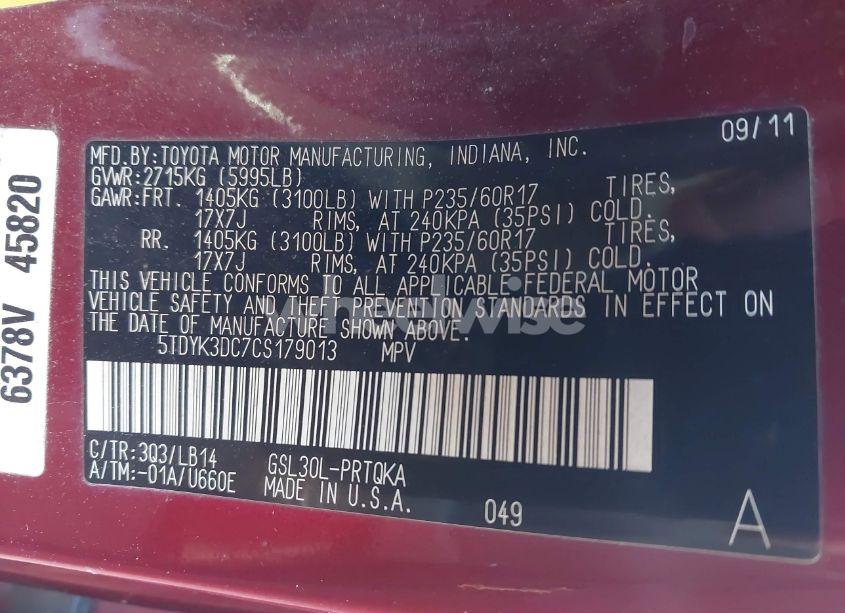 09/11
MFD.BY:TOYOTA MOTOR MANUFACTURING, INDIANA, INC.
GVWR:2715KG (5995LB)
GAWR:FRT. 1405KG (3100LB) WITH P235/60R17 TIRES,
17X7J RIMS, AT 240KPA (35PSI) COLD.
RR. 1405KG (3100LB) WITH P235/60R17 TIRES,
17X7J RIMS, AT 240KPA (35PSI) COLD.
THIS VEHICLE CONFORMS TO ALL APPLICABLE FEDERAL MOTOR
VEHICLE SAFETY AND THEFT PREVENTION STANDARDS IN EFFECT ON
THE DATE OF MANUFACTURE SHOWN ABOVE.
5TDYK3DC7CS179013 MPV
C/TR:3Q3/LB14 GSL30L-PRTQKA
A/TM:-01A/U660E MADE IN U.S.A.
049
A
6378V 45820
wheelwise